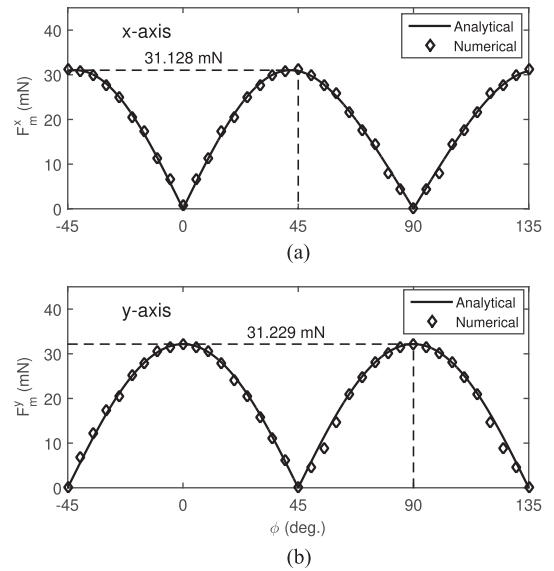 x-axis
Analytical
Numerical
31.128 mN
F_m^x (mN)
40
30
20
10
0
-45 0 45 90 135
(a)
y-axis
Analytical
Numerical
31.229 mN
F_m^y (mN)
40
30
20
10
0
-45 0 45 90 135
ϕ (deg.)
(b)